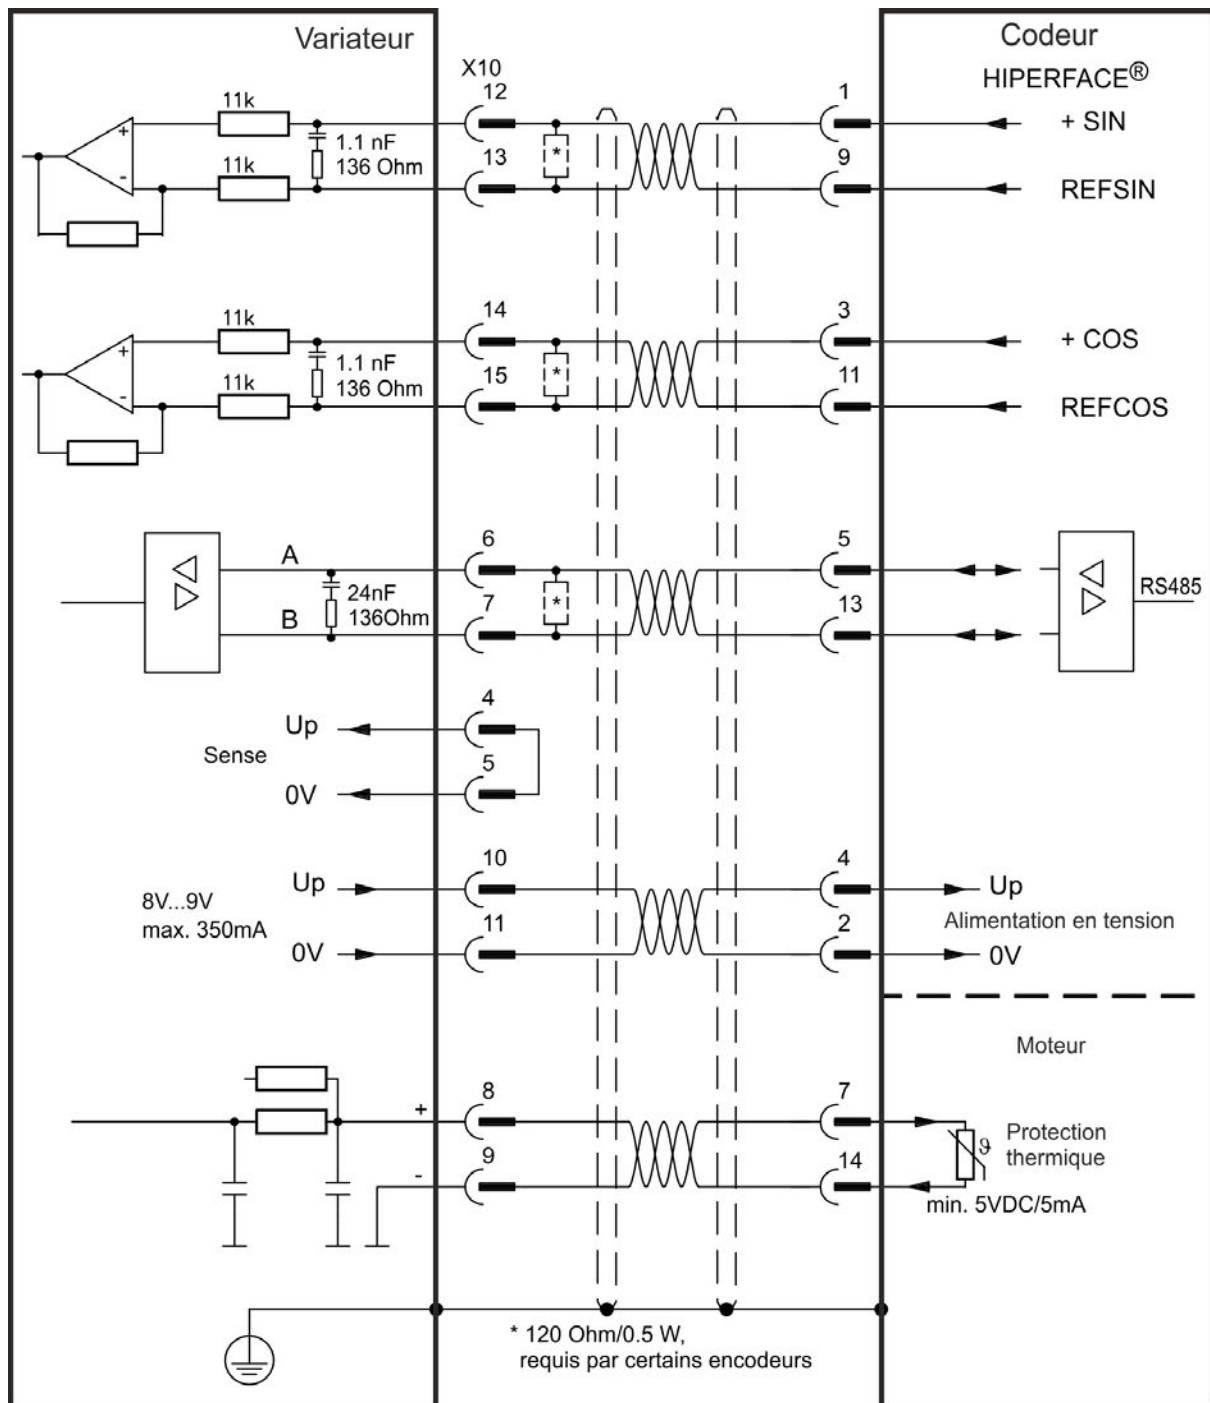 Variateur
Codeur
HIPERFACE®
X10
11k
12
1
+ SIN
+
1.1 nF
136 Ohm
*
11k
13
9
REFSIN
-
11k
14
3
+ COS
+
1.1 nF
136 Ohm
*
11k
15
11
REFCOS
-
A
6
5
24nF
136Ohm
*
RS485
B
7
13
Up
4
Sense
5
0V
Up
10
4
Up
8V...9V
max. 350mA
Alimentation en tension
0V
11
2
0V
Moteur
+
8
7
Protection
thermique
ϑ
-
9
14
min. 5VDC/5mA
* 120 Ohm/0.5 W,
requis par certains encodeurs